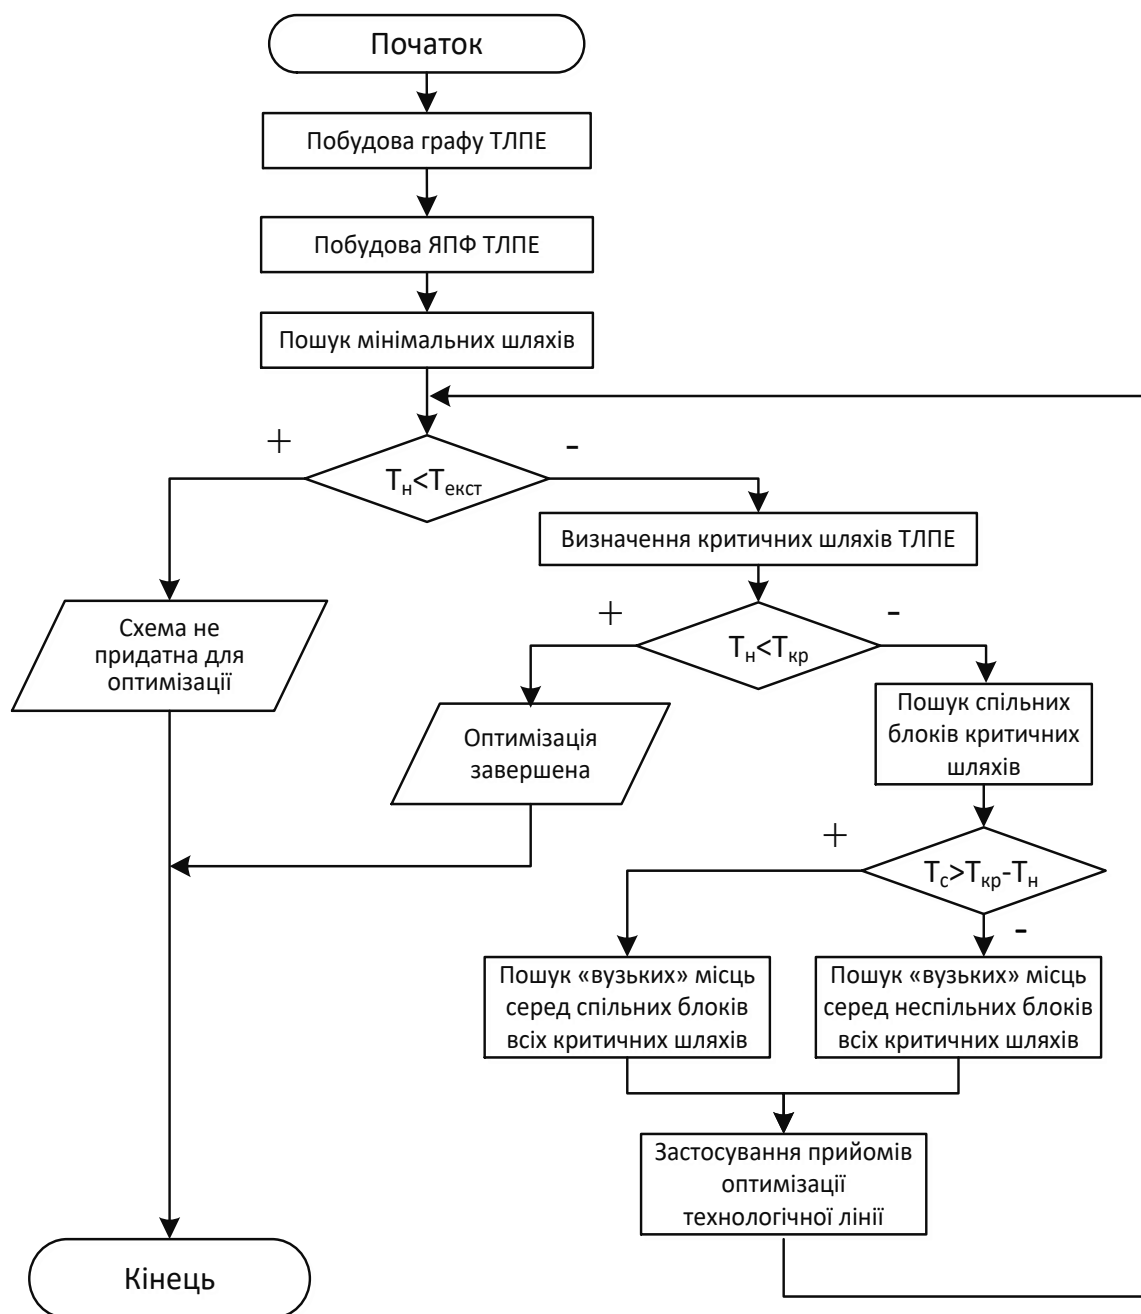 Початок
Побудова графу ТЛПЕ
Побудова ЯПФ ТЛПЕ
Пошук мінімальних шляхів
+
-
Tн<Tекст
Визначення критичних шляхів ТЛПЕ
+
-
Tн<Tкр
Схема не
придатна для
оптимізації
Пошук спільних
блоків критичних
шляхів
Оптимізація
завершена
+
Tс>Tкр-Tн
-
Пошук «вузьких» місць
серед спільних блоків
всіх критичних шляхів
Пошук «вузьких» місць
серед неспільних блоків
всіх критичних шляхів
Застосування прийомів
оптимізації
технологічної лінії
Кінець